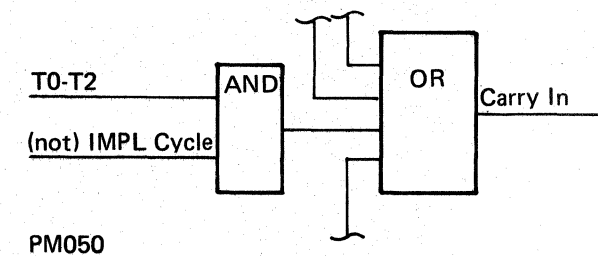 T0-T2
AND
OR
Carry In
(not) IMPL Cycle
PM050